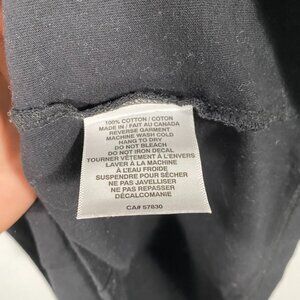 100% COTTON / COTON
MADE IN / FAIT AU CANADA
REVERSE GARMENT
MACHINE WASH COLD
HANG TO DRY
DO NOT BLEACH
DO NOT IRON DECAL
TOURNER VÊTEMENT À L'ENVERS
LAVER À LA MACHINE
À L'EAU FROIDE
SUSPENDRE POUR SÉCHER
NE PAS JAVELLISER
NE PAS REPASSER
DÉCALCOMANIE
CA# 57830